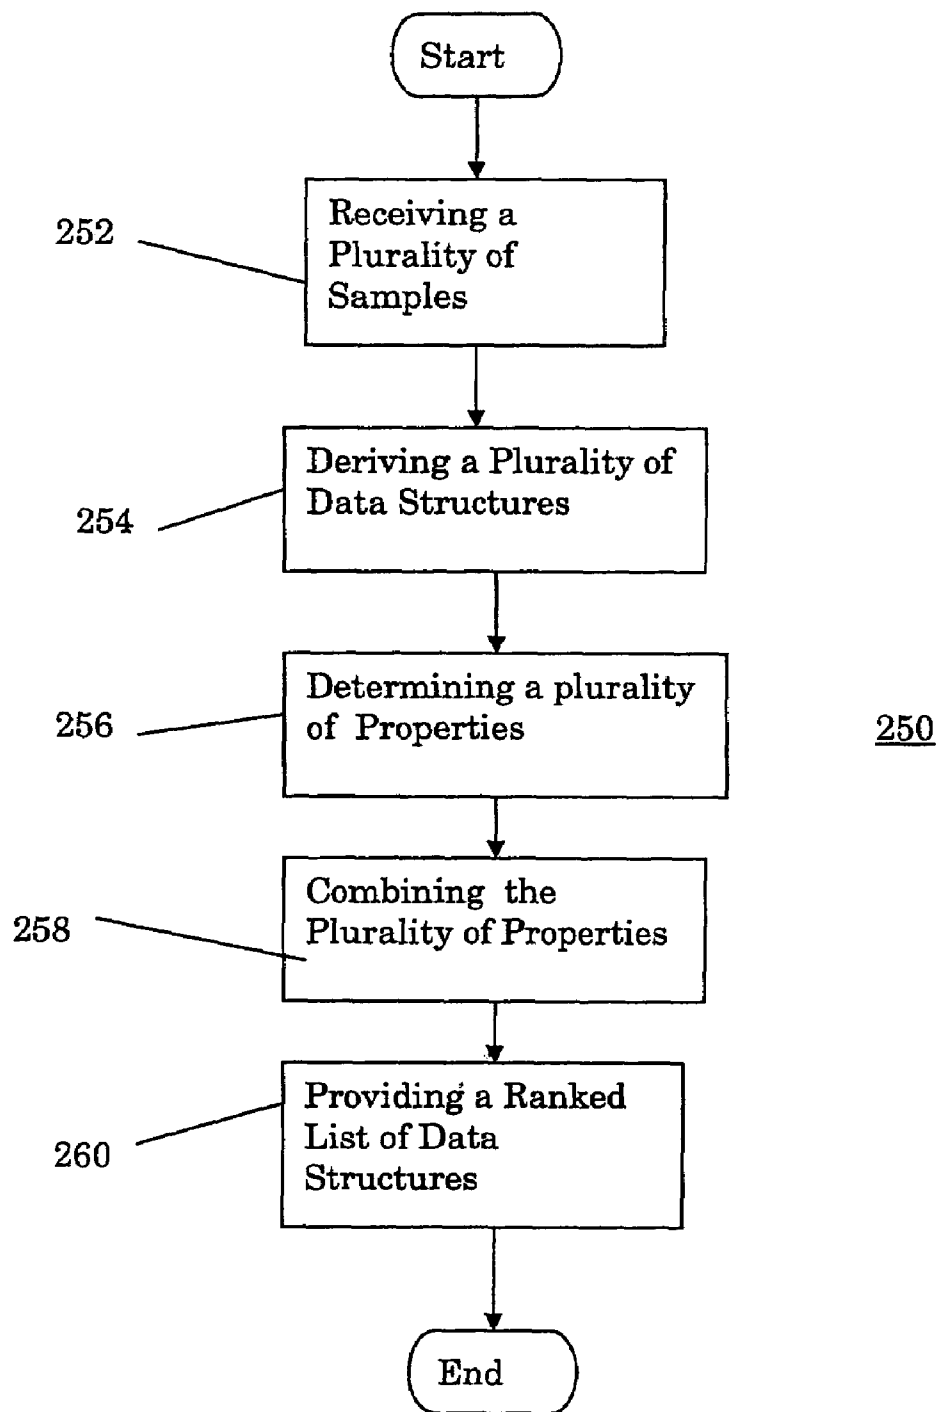 Start
252
Receiving a
Plurality of
Samples
Deriving a Plurality of
Data Structures
254
Determining a plurality
of Properties
256
250
Combining the
Plurality of Properties
258
Providing a Ranked
List of Data
Structures
260
End